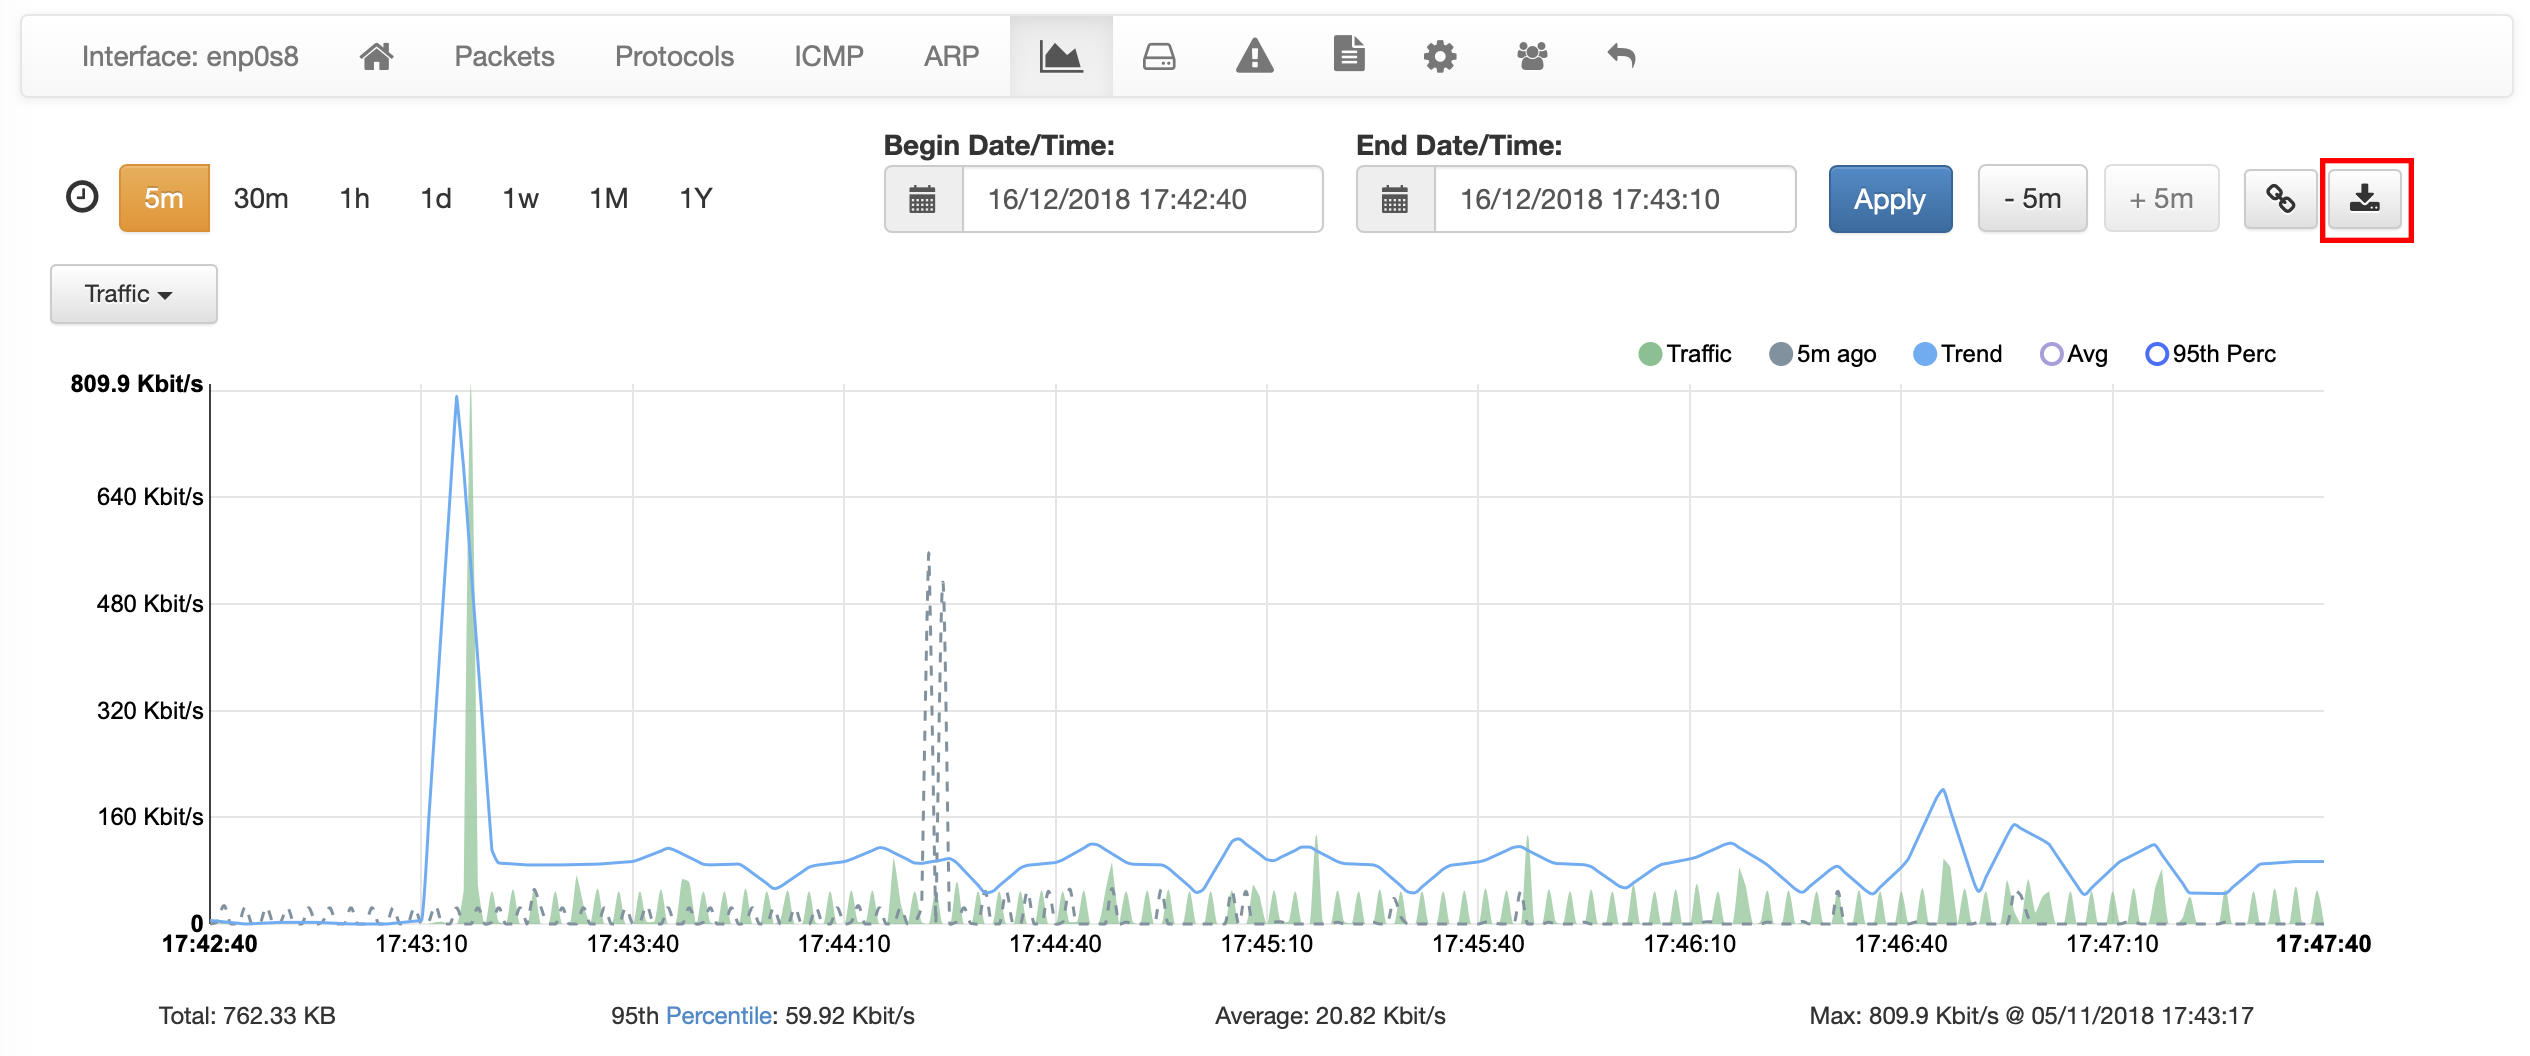 Interface: enp0s8 Packets Protocols ICMP ARP
Begin Date/Time: End Date/Time:
5m 30m 1h 1d 1w 1M 1Y 16/12/2018 17:42:40 16/12/2018 17:43:10 Apply - 5m + 5m
Traffic
Traffic 5m ago Trend Avg 95th Perc
809.9 Kbit/s
640 Kbit/s
480 Kbit/s
320 Kbit/s
160 Kbit/s
0
17:42:40 17:43:10 17:43:40 17:44:10 17:44:40 17:45:10 17:45:40 17:46:10 17:46:40 17:47:10 17:47:40
Total: 762.33 KB 95th Percentile: 59.92 Kbit/s Average: 20.82 Kbit/s Max: 809.9 Kbit/s @ 05/11/2018 17:43:17